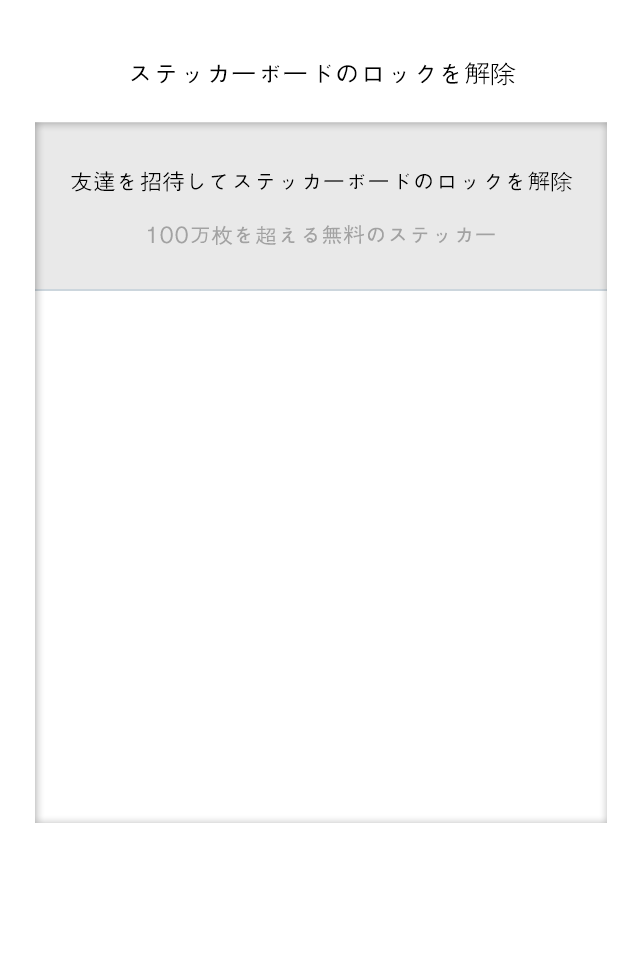 ステッカーボードのロックを解除
友達を招待してステッカーボードのロックを解除
100万枚を超える無料のステッカー